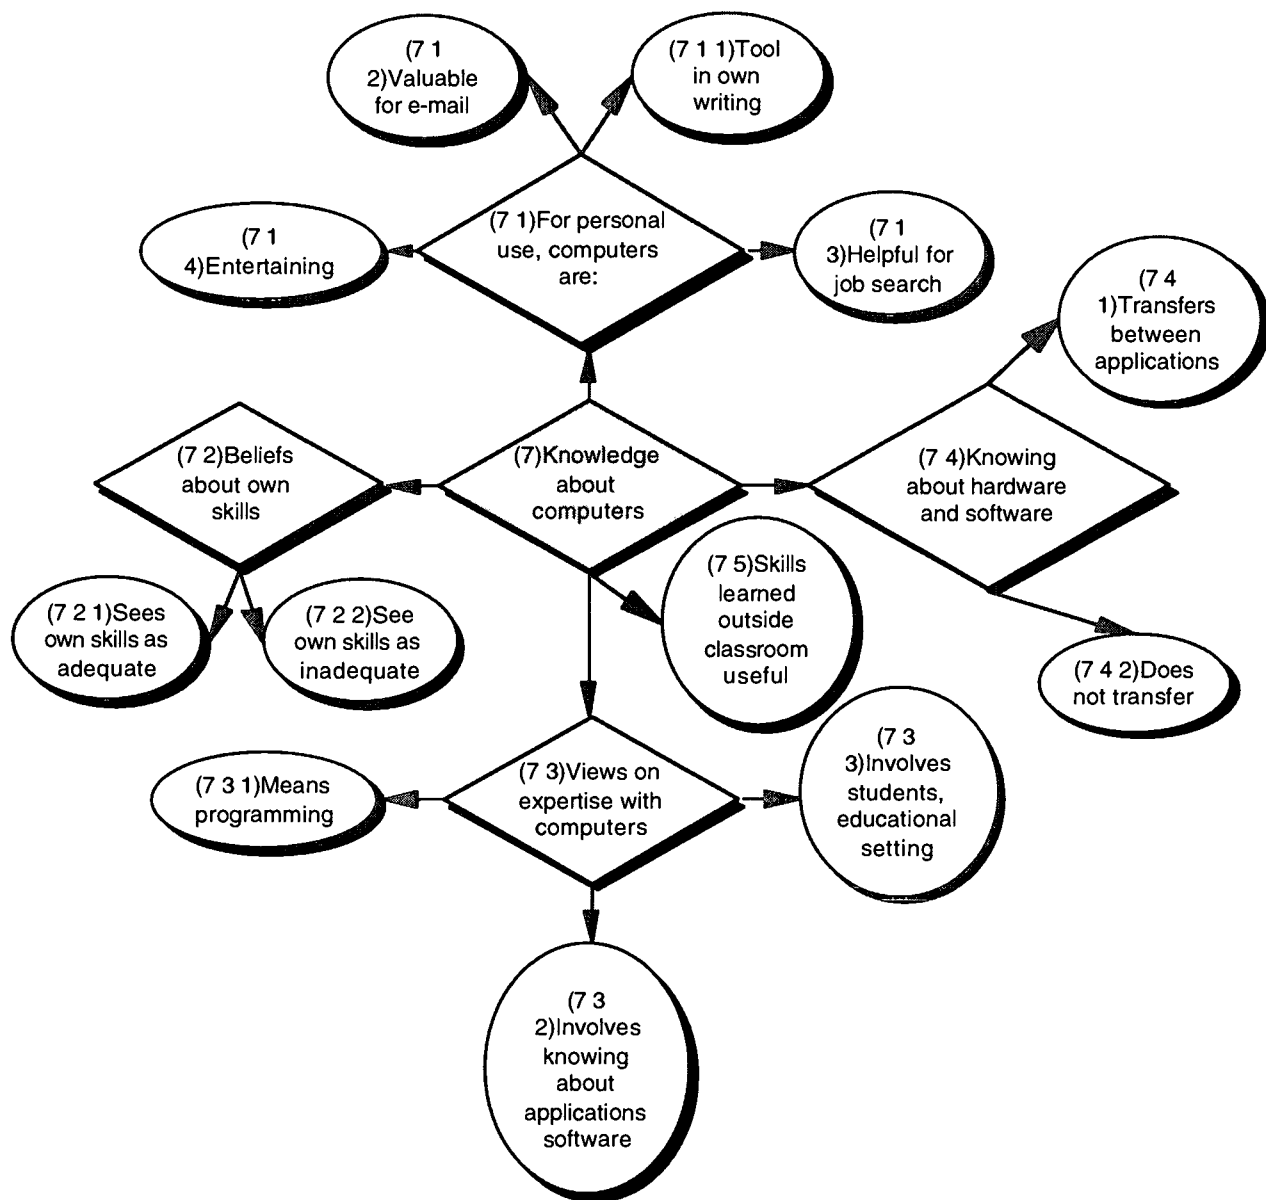 (7 1
2)Valuable
for e-mail
(7 1 1)Tool
in own
writing
(7 1)For personal
use, computers
are:
(7 1
4)Entertaining
(7 1
3)Helpful for
job search
(7 4
1)Transfers
between
applications
(7 2)Beliefs
about own
skills
(7)Knowledge
about
computers
(7 4)Knowing
about hardware
and software
(7 5)Skills
learned
outside
classroom
useful
(7 2 1)Sees
own skills as
adequate
(7 2 2)See
own skills as
inadequate
(7 4 2)Does
not transfer
(7 3 1)Means
programming
(7 3)Views on
expertise with
computers
(7 3
3)Involves
students,
educational
setting
(7 3
2)Involves
knowing
about
applications
software